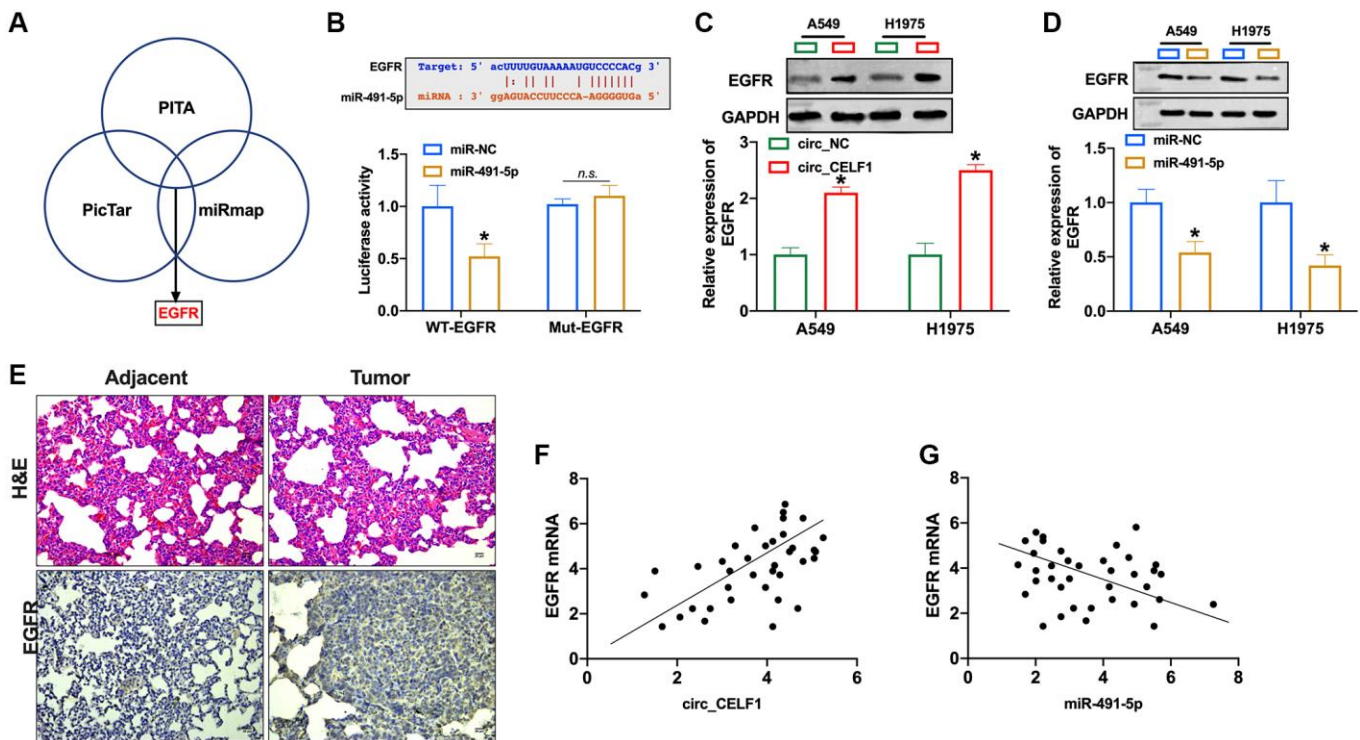 A
PITA
PicTar
miRmap
EGFR
B
EGFR Target: 5' acUUUUGUAAAAAUGUCCCCACg 3'
|: || || | |||||||
miR-491-5p miRNA : 3' ggAGUACCUUCCCA-AGGGGUGa 5'
miR-NC
miR-491-5p
Luciferase activity
1.5
1.0
0.5
0.0
* n.s.
WT-EGFR Mut-EGFR
C
A549 H1975
EGFR
GAPDH
circ_NC
circ_CELF1
Relative expression of
EGFR
3
2
1
0
* *
A549 H1975
D
A549 H1975
EGFR
GAPDH
miR-NC
miR-491-5p
Relative expression of
EGFR
1.5
1.0
0.5
0.0
* *
A549 H1975
E
Adjacent Tumor
H&E
EGFR
F
EGFR mRNA
8
6
4
2
0
0 2 4 6
circ_CELF1
G
EGFR mRNA
8
6
4
2
0
0 2 4 6 8
miR-491-5p